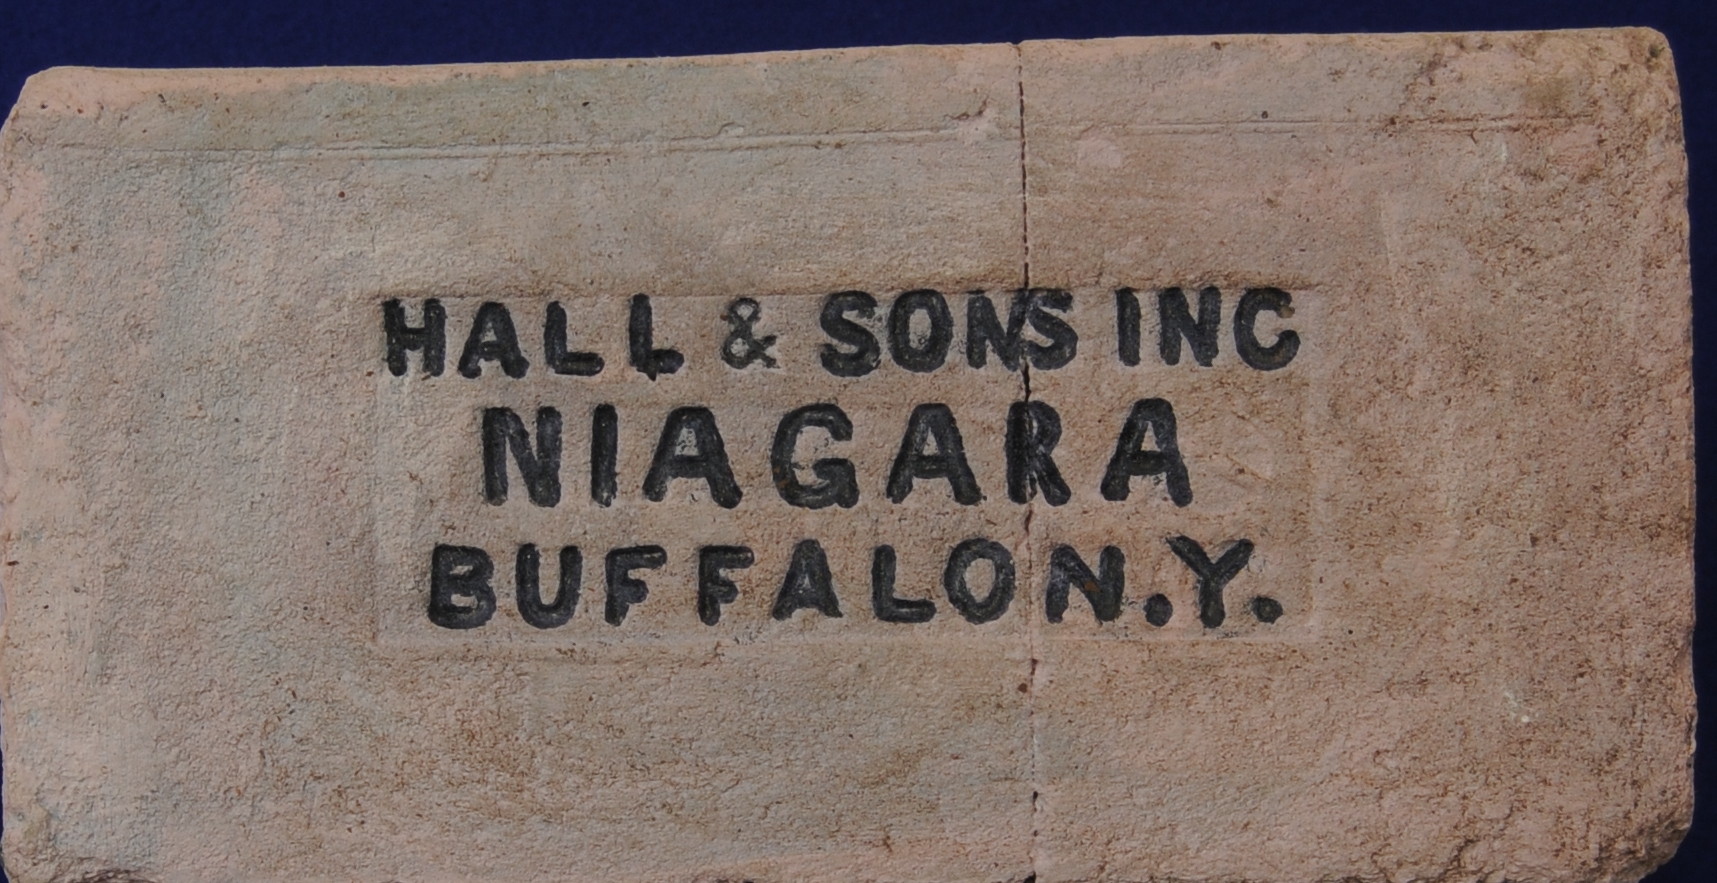 HALL & SONS INC
NIAGARA
BUFFALO N.Y.